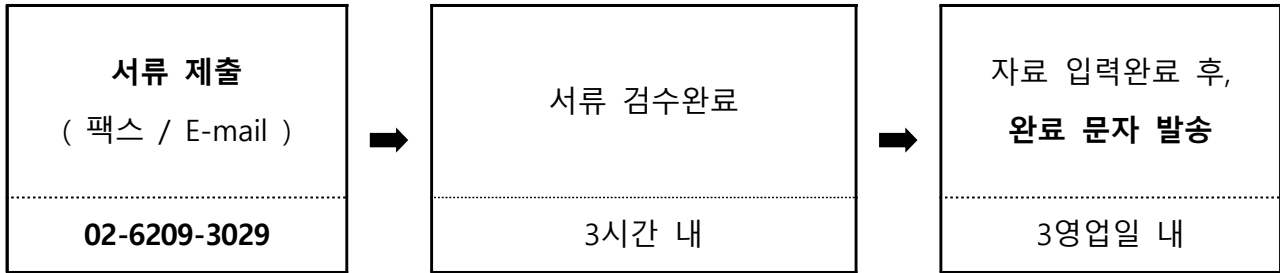 서류 제출
( 팩스 / E-mail )
02-6209-3029
서류 검수완료
3시간 내
자료 입력완료 후,
완료 문자 발송
3영업일 내